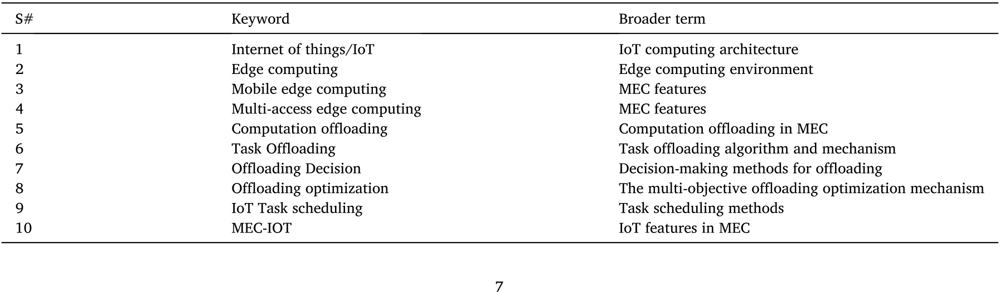 S# Keyword Broader term
1 Internet of things/IoT IoT computing architecture
2 Edge computing Edge computing environment
3 Mobile edge computing MEC features
4 Multi-access edge computing MEC features
5 Computation offloading Computation offloading in MEC
6 Task Offloading Task offloading algorithm and mechanism
7 Offloading Decision Decision-making methods for offloading
8 Offloading optimization The multi-objective offloading optimization mechanism
9 IoT Task scheduling Task scheduling methods
10 MEC-IOT IoT features in MEC
7